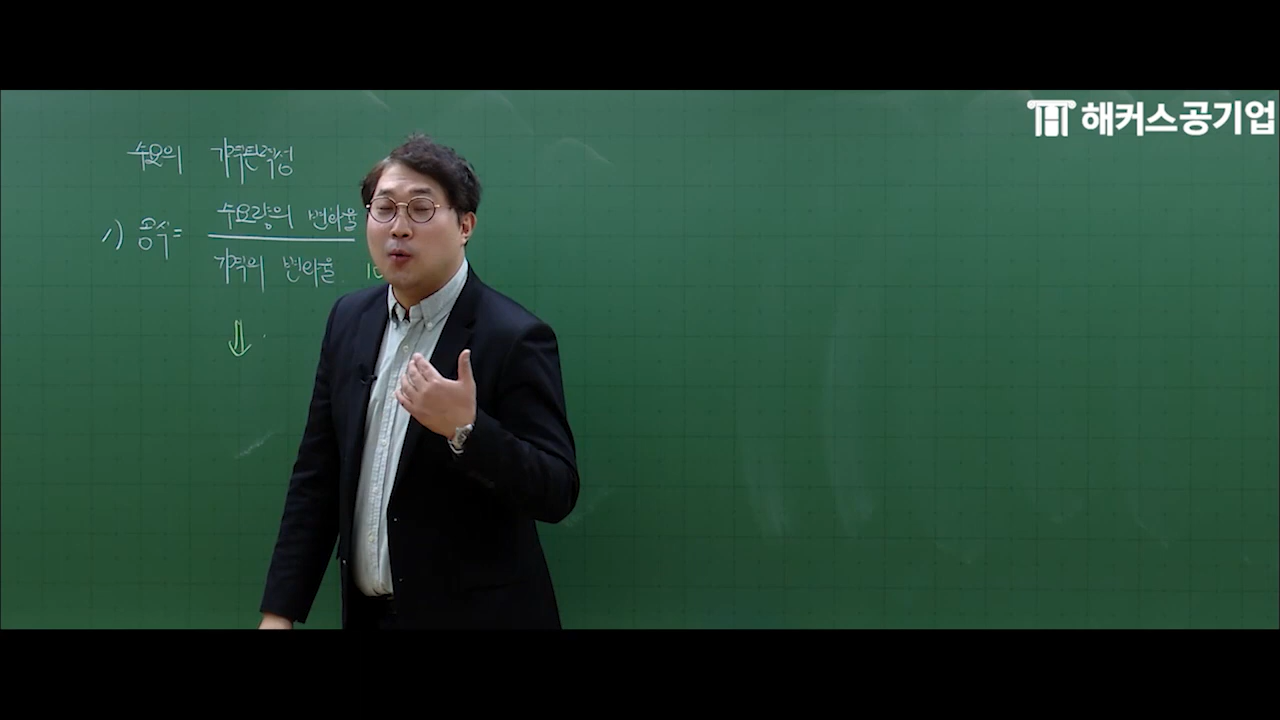 해커스공기업
수요의 가격탄력성
1) 공식 = 수요량의 변화율
가격의 변화율